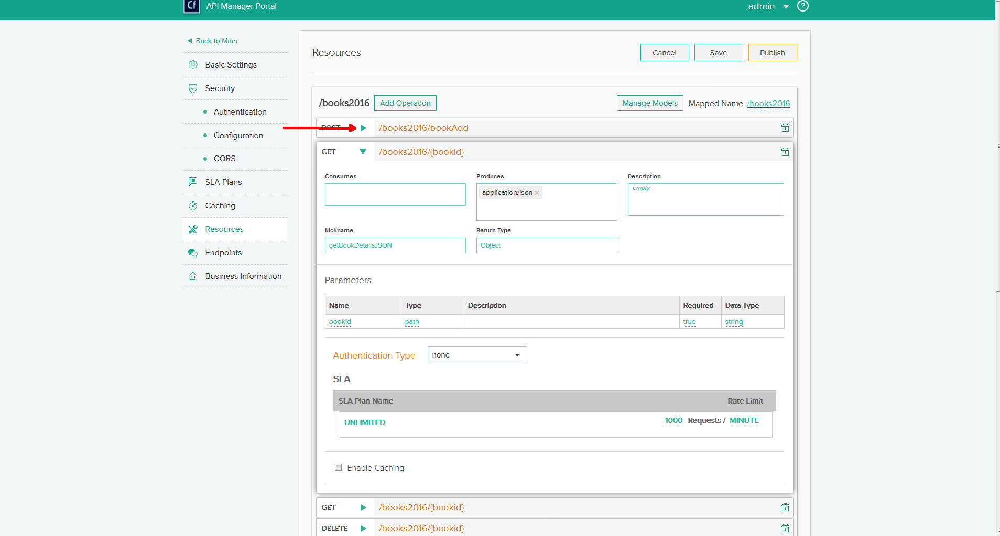 Cf API Manager Portal
admin ?
Back to Main
Basic Settings
Security
Authentication
Configuration
CORS
SLA Plans
Caching
Resources
Endpoints
Business Information
Resources
Cancel Save Publish
/books2016 Add Operation Manage Models Mapped Name: /books2016
POST /books2016/bookAdd
GET /books2016/{bookid}
Consumes Produces Description
application/json × empty
Nickname Return Type
getBookDetailsJSON Object
Parameters
Name Type Description Required Data Type
bookid path true string
Authentication Type none
SLA
SLA Plan Name Rate Limit
UNLIMITED 1000 Requests / MINUTE
Enable Caching
GET /books2016/{bookid}
DELETE /books2016/{bookid}